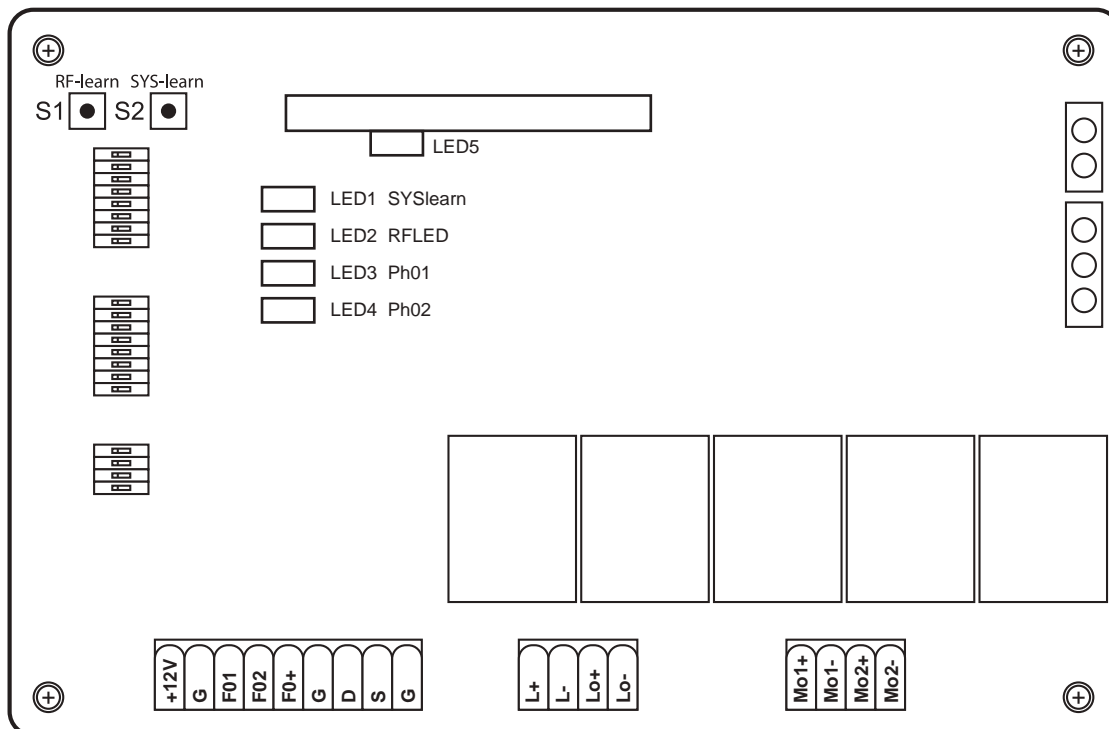 RF-learn SYS-learn
S1 S2
LED5
LED1 SYSlearn
LED2 RFLED
LED3 Ph01
LED4 Ph02
+12V G F01 F02 F0+ G D S G
L+ L- Lo+ Lo-
Mo1+ Mo1- Mo2+ Mo2-